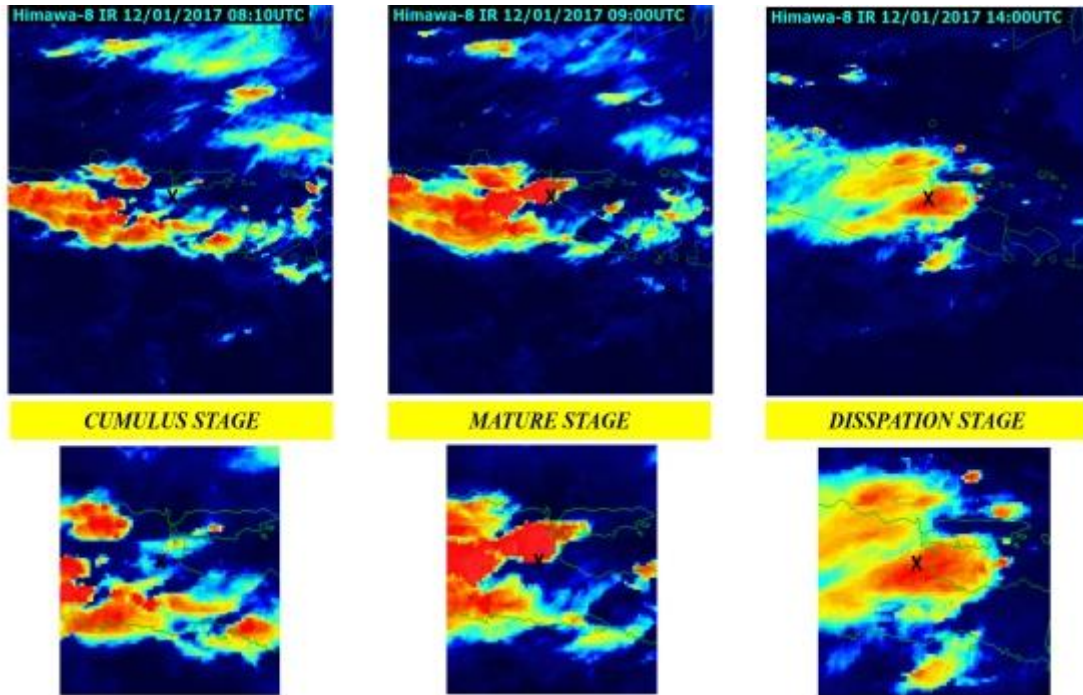 Himawa-8 IR 12/01/2017 08:10UTC
Himawa-8 IR 12/01/2017 09:00UTC
Himawa-8 IR 12/01/2017 14:00UTC
X
X
X
CUMULUS STAGE
MATURE STAGE
DISSPATION STAGE
X
X
X